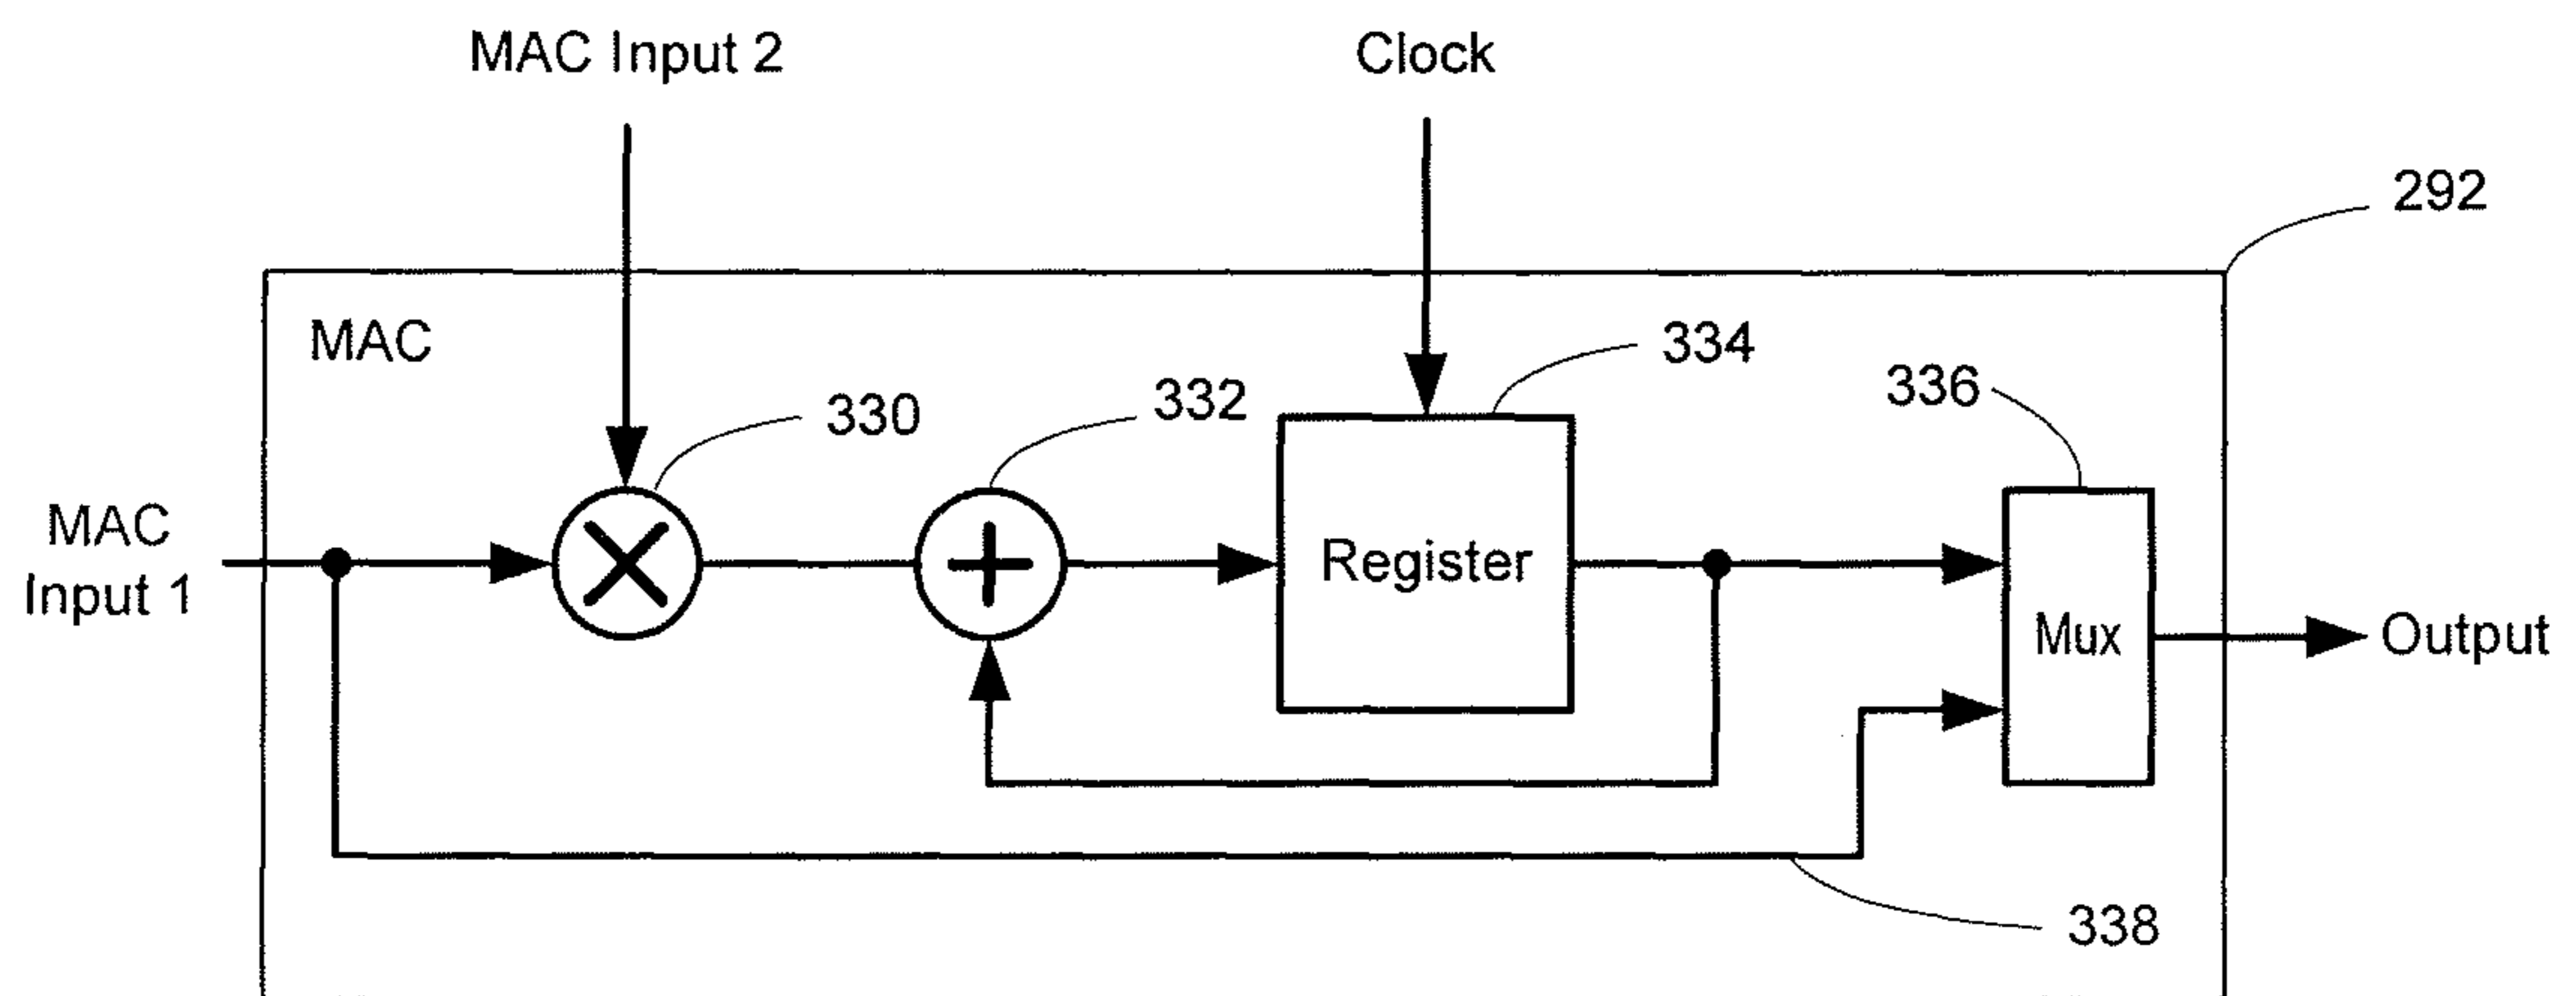 MAC Input 2
Clock
292
MAC
334
336
332
330
MAC
Input 1
Register
Mux
Output
338